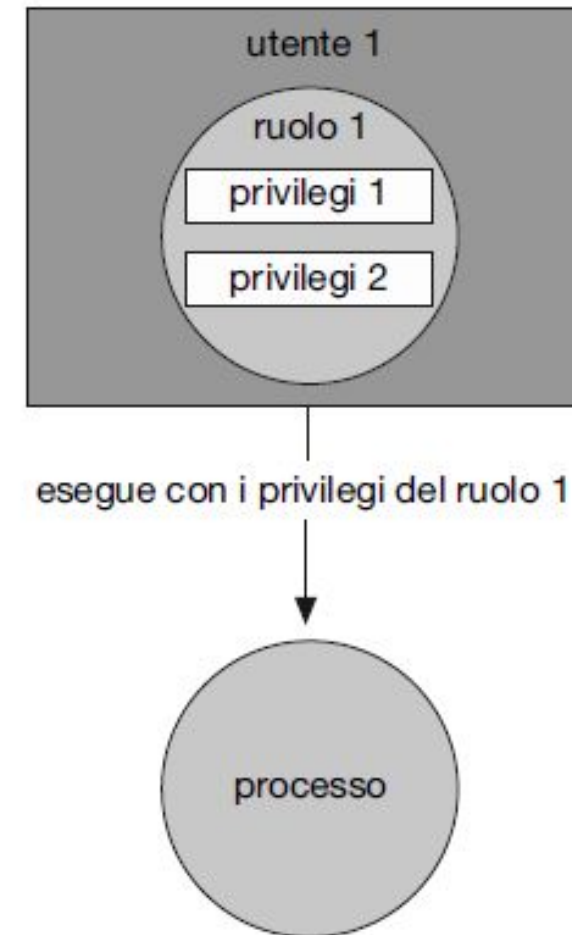 utente 1
ruolo 1
privilegi 1
privilegi 2
esegue con i privilegi del ruolo 1
processo